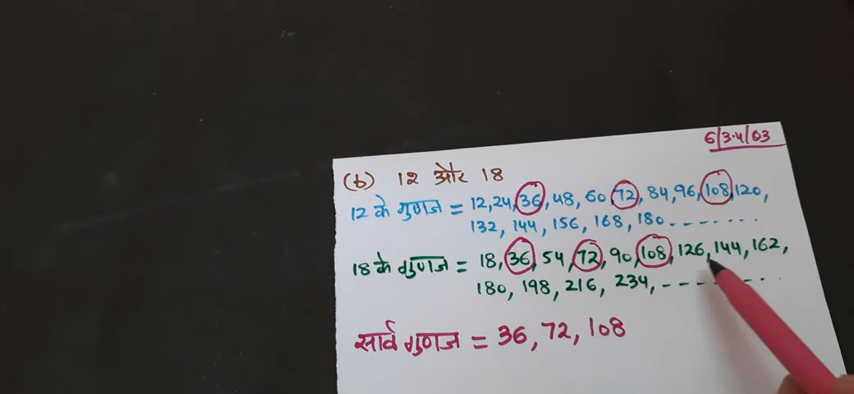 6/3.4/03
(b) 12 और 18
12 के गुणज = 12, 24, 36, 48, 60, 72, 84, 96, 108, 120,
132, 144, 156, 168, 180 -------
18 के गुणज = 18, 36, 54, 72, 90, 108, 126, 144, 162,
180, 198, 216, 234, -------
सार्व गुणज = 36, 72, 108